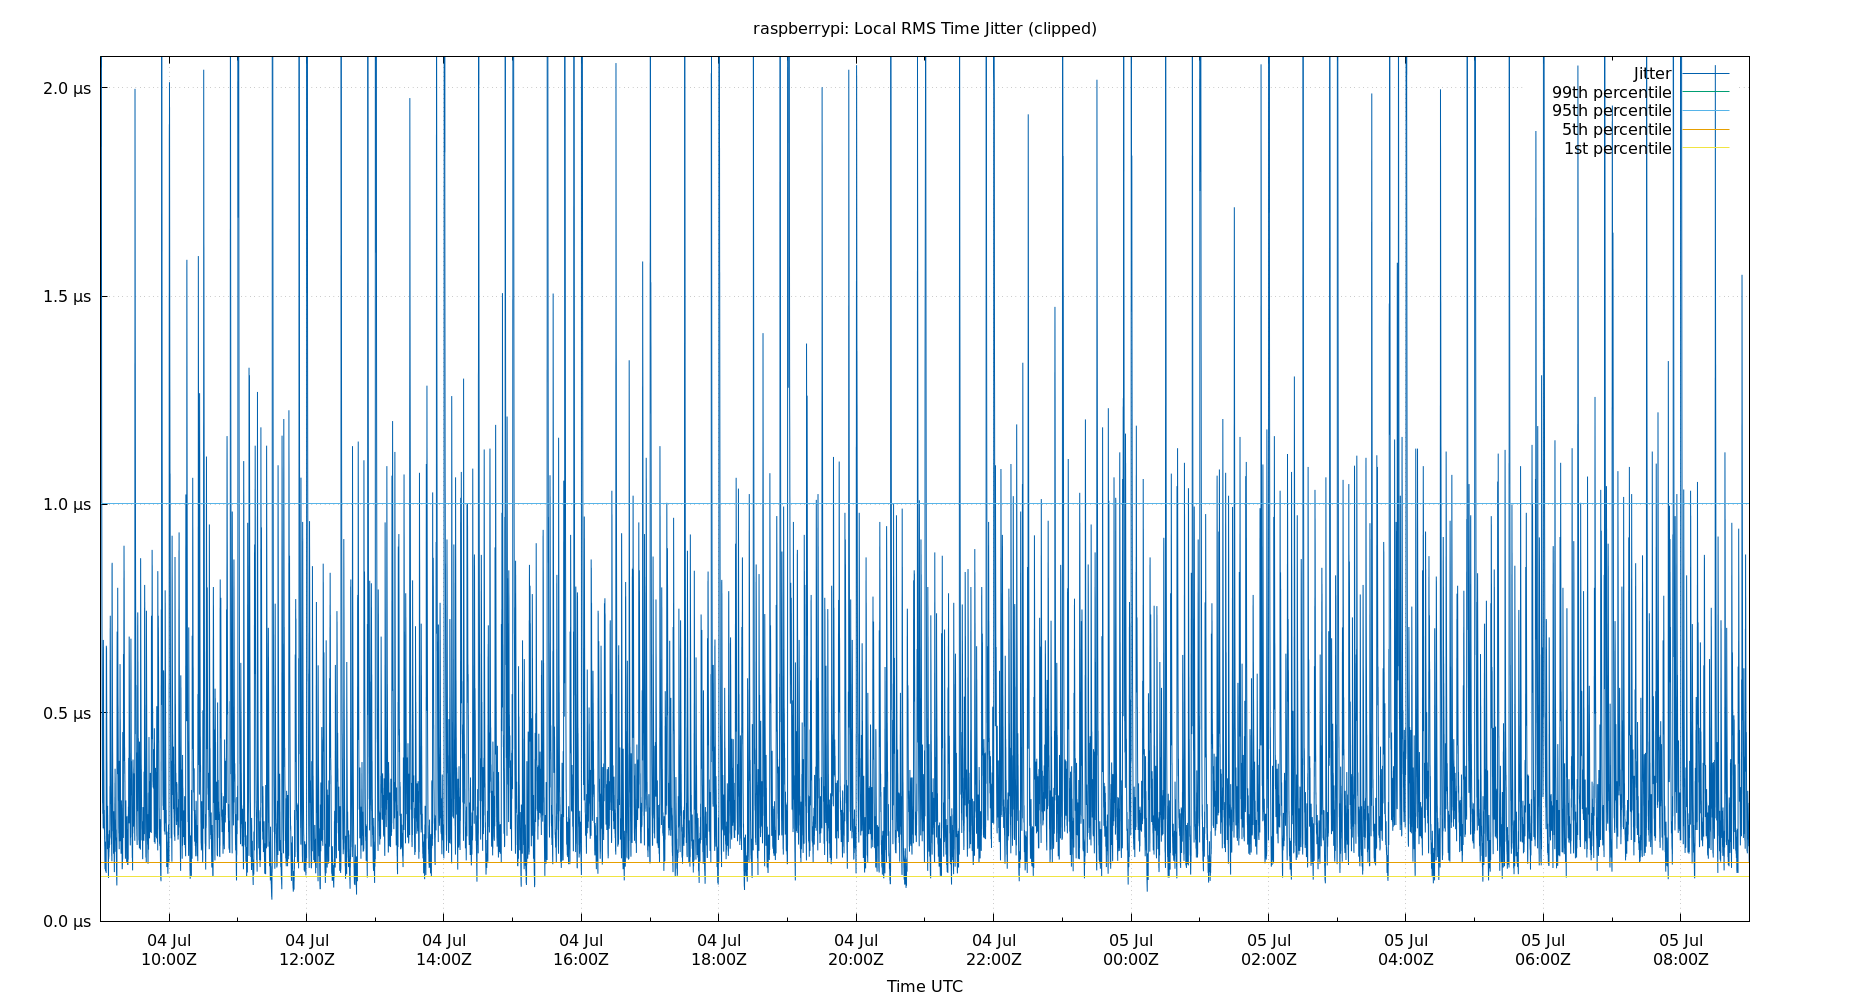 raspberrypi: Local RMS Time Jitter (clipped)
2.0 µs
1.5 µs
1.0 µs
0.5 µs
0.0 µs
Jitter
99th percentile
95th percentile
5th percentile
1st percentile
04 Jul 04 Jul 04 Jul 04 Jul 04 Jul 04 Jul 04 Jul 05 Jul 05 Jul 05 Jul 05 Jul 05 Jul
10:00Z 12:00Z 14:00Z 16:00Z 18:00Z 20:00Z 22:00Z 00:00Z 02:00Z 04:00Z 06:00Z 08:00Z
Time UTC